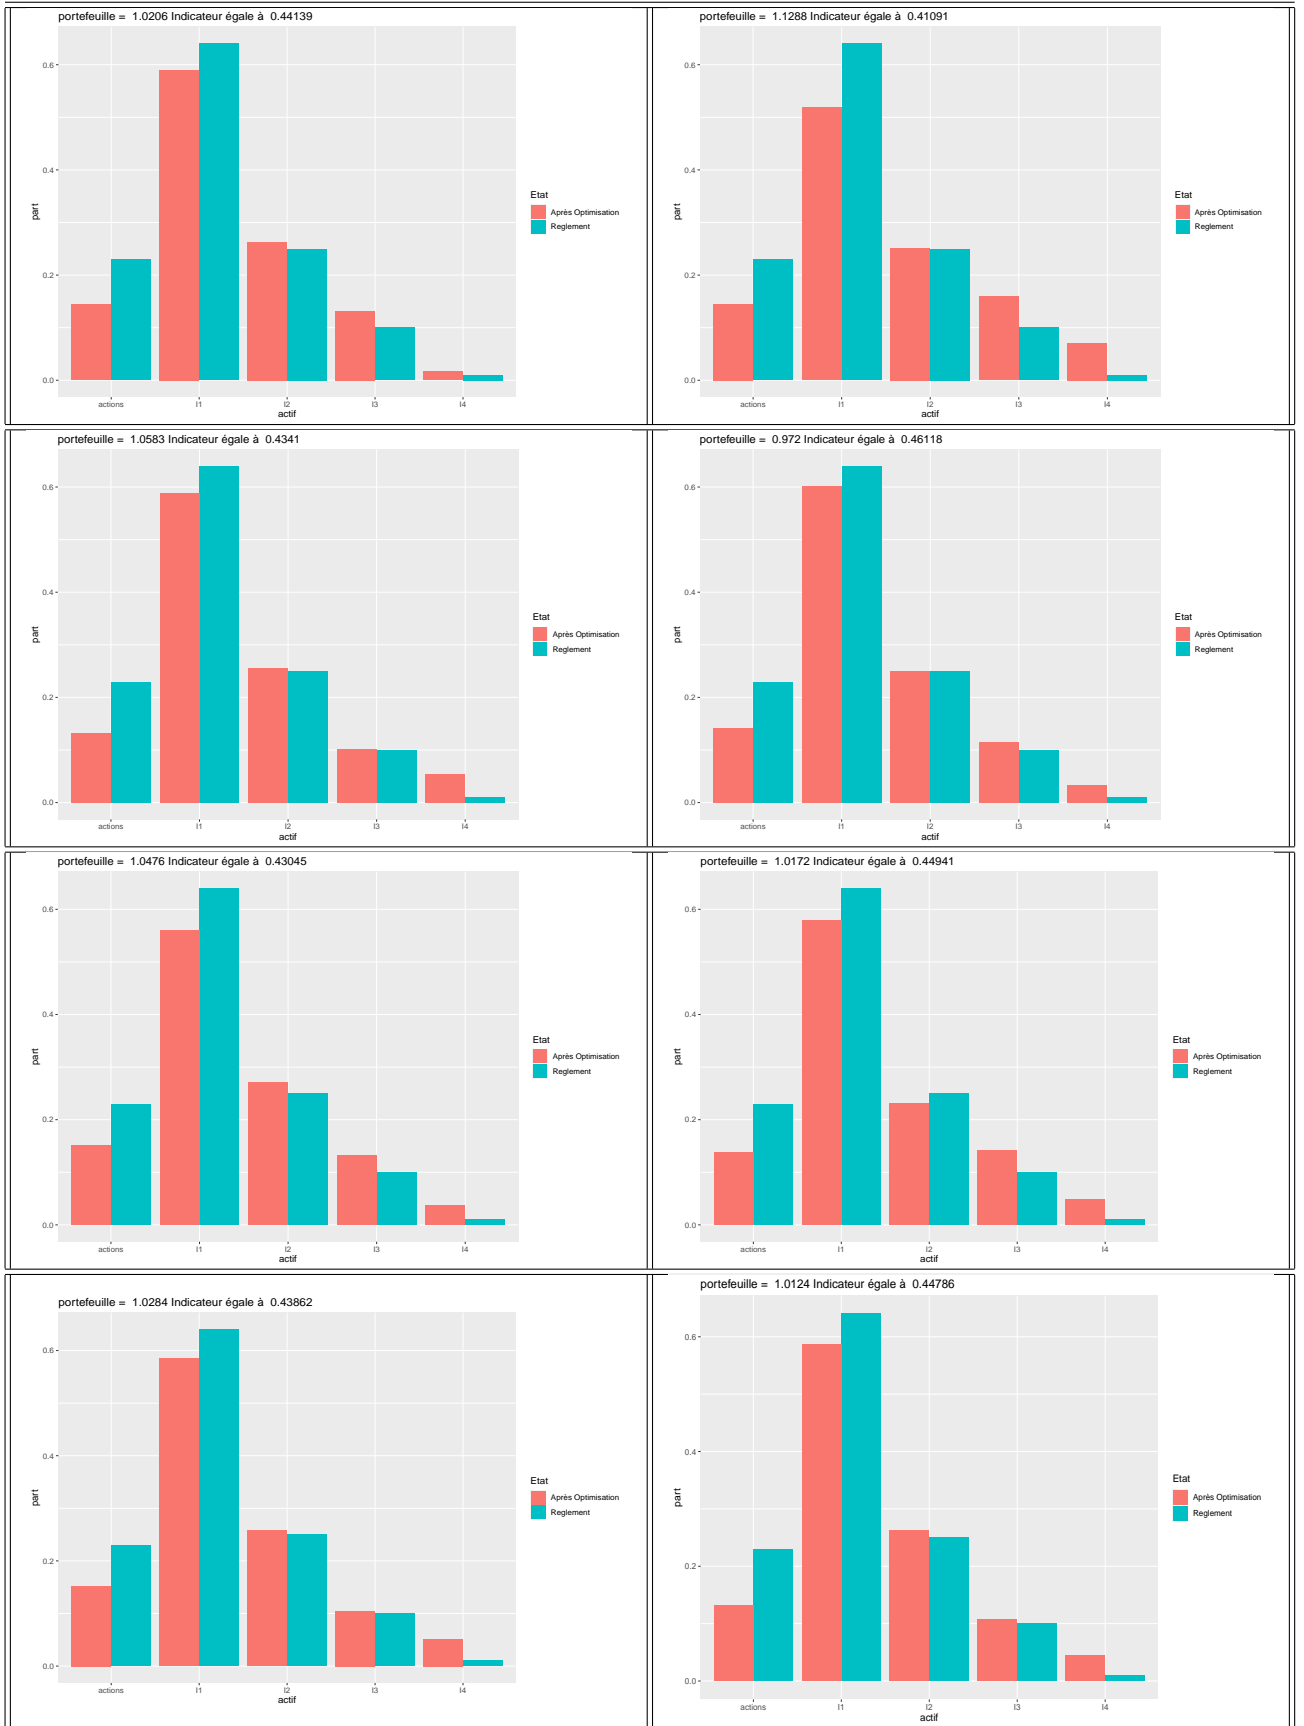 portefeuille = 1.0206 Indicateur égale à 0.44139
0.6
0.4
0.2
0.0
part
actions I1 I2 I3 I4
actif
Etat
Après Optimisation
Reglement
portefeuille = 1.1288 Indicateur égale à 0.41091
0.6
0.4
0.2
0.0
part
actions I1 I2 I3 I4
actif
Etat
Après Optimisation
Reglement
portefeuille = 1.0583 Indicateur égale à 0.4341
0.6
0.4
0.2
0.0
part
actions I1 I2 I3 I4
actif
Etat
Après Optimisation
Reglement
portefeuille = 0.972 Indicateur égale à 0.46118
0.6
0.4
0.2
0.0
part
actions I1 I2 I3 I4
actif
Etat
Après Optimisation
Reglement
portefeuille = 1.0476 Indicateur égale à 0.43045
0.6
0.4
0.2
0.0
part
actions I1 I2 I3 I4
actif
Etat
Après Optimisation
Reglement
portefeuille = 1.0172 Indicateur égale à 0.44941
0.6
0.4
0.2
0.0
part
actions I1 I2 I3 I4
actif
Etat
Après Optimisation
Reglement
portefeuille = 1.0284 Indicateur égale à 0.43862
0.6
0.4
0.2
0.0
part
actions I1 I2 I3 I4
actif
Etat
Après Optimisation
Reglement
portefeuille = 1.0124 Indicateur égale à 0.44786
0.6
0.4
0.2
0.0
part
actions I1 I2 I3 I4
actif
Etat
Après Optimisation
Reglement